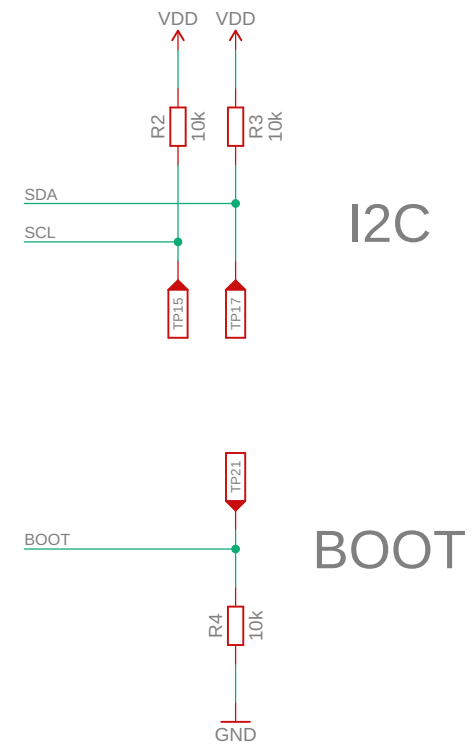 VDD VDD
R2 10k R3 10k
SDA
I2C
SCL
TP15 TP17
TP21
BOOT
BOOT
R4 10k
GND